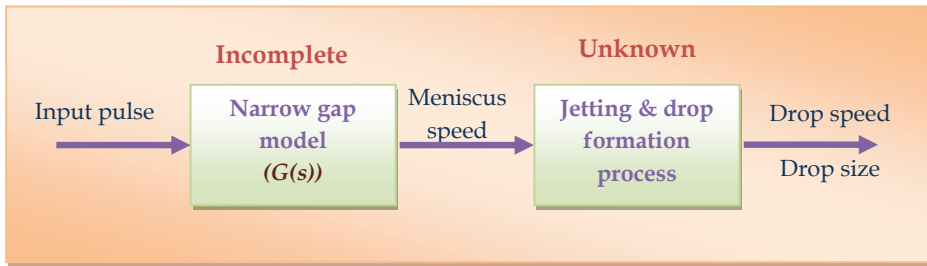 Incomplete
Unknown
Input pulse
Narrow gap
model
(G(s))
Meniscus
speed
Jetting & drop
formation
process
Drop speed
Drop size